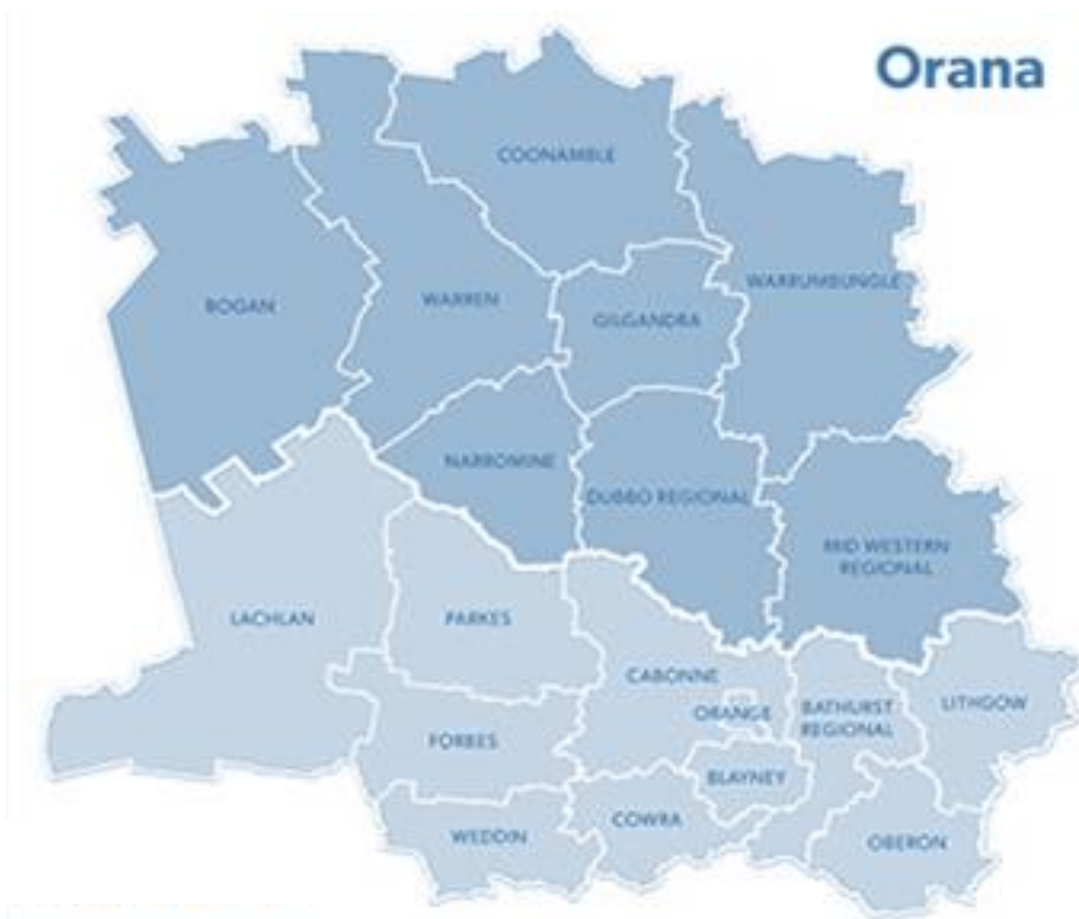 Orana
COONAMBLE
WARRUMBUNGLE
BOGAN
WARREN
GILGANDRA
NARROMINE
DUBBO REGIONAL
MID WESTERN
REGIONAL
LACHLAN
PARKES
CABONNE
ORANGE
BATHURST
REGIONAL
LITHGOW
FORBES
BLAYNEY
COWRA
WEDDIN
OBERON